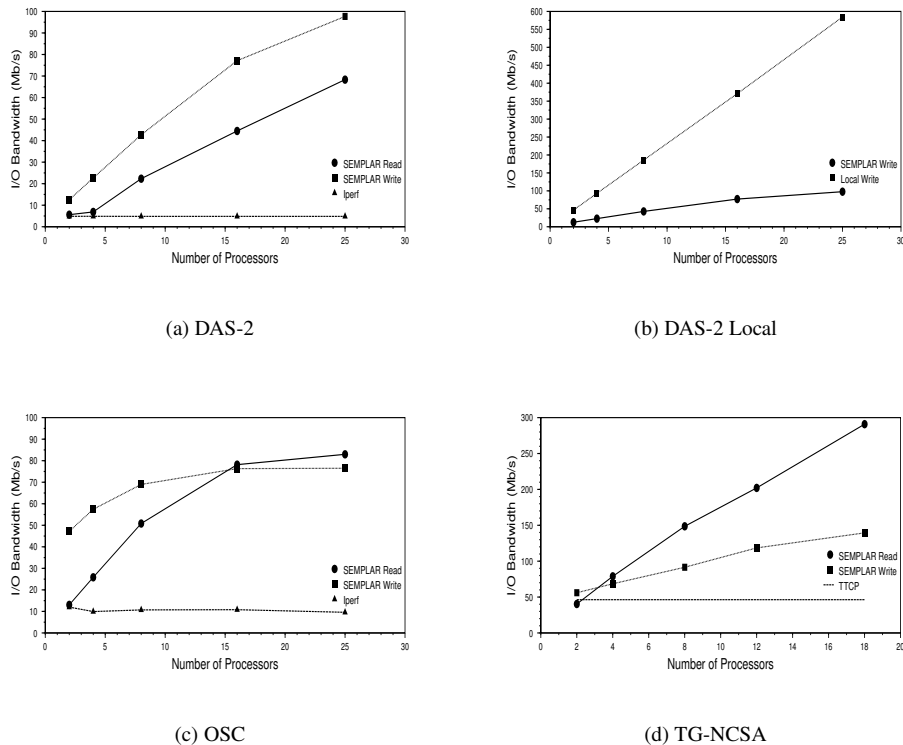 I/O Bandwidth (Mb/s)
100
90
80
70
60
50
40
30
20
10
0
SEMPLAR Read
SEMPLAR Write
Iperf
0 5 10 15 20 25 30
Number of Processors
(a) DAS-2
I/O Bandwidth (Mb/s)
600
550
500
450
400
350
300
250
200
150
100
50
0
SEMPLAR Write
Local Write
0 5 10 15 20 25 30
Number of Processors
(b) DAS-2 Local
I/O Bandwidth (Mb/s)
100
90
80
70
60
50
40
30
20
10
0
SEMPLAR Read
SEMPLAR Write
Iperf
0 5 10 15 20 25 30
Number of Processors
(c) OSC
I/O Bandwidth (Mb/s)
300
250
200
150
100
50
0
SEMPLAR Read
SEMPLAR Write
TTCP
0 2 4 6 8 10 12 14 16 18 20
Number of Processors
(d) TG-NCSA